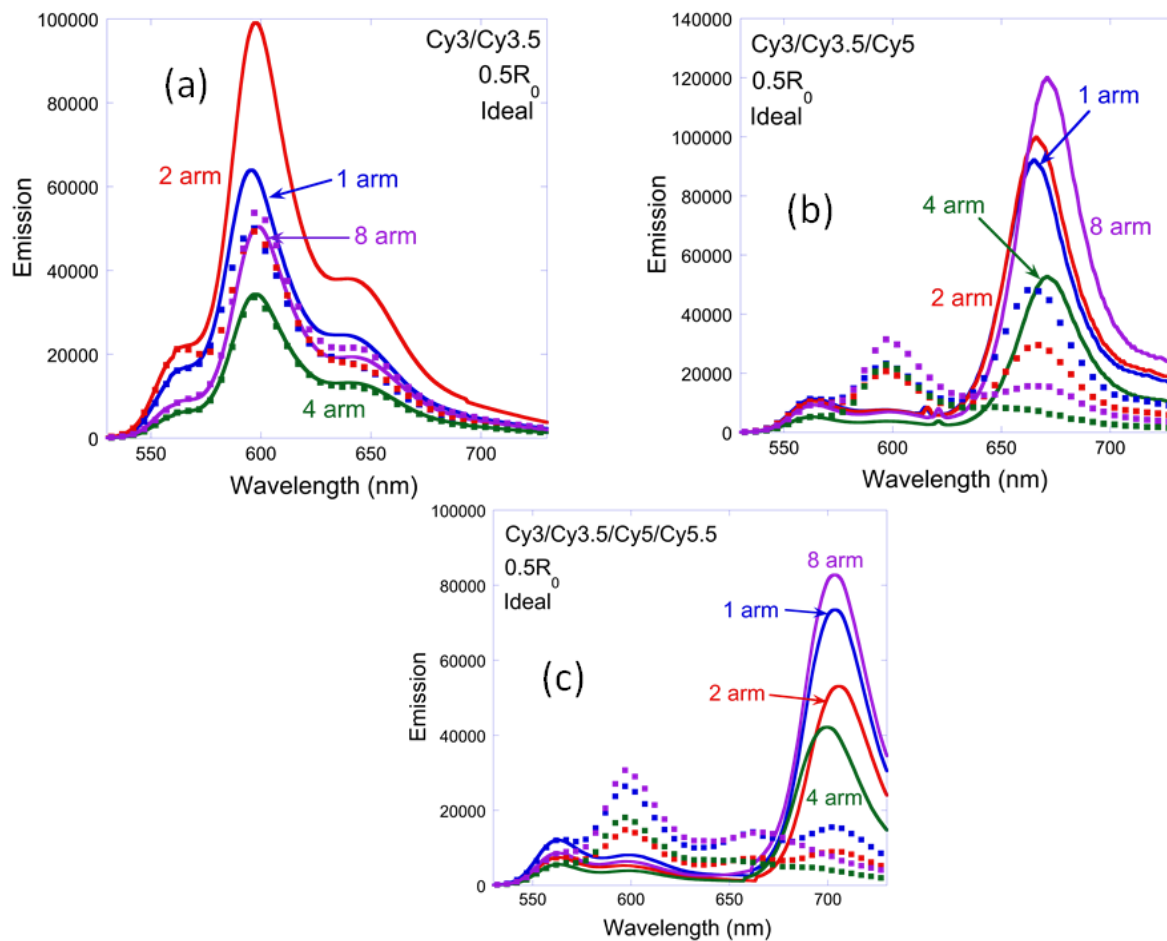 100000
80000
60000
40000
20000
0
Emission
550
600
650
700
Wavelength (nm)
(a)
Cy3/Cy3.5
0.5R0
Ideal
2 arm
1 arm
8 arm
4 arm
140000
120000
100000
80000
60000
40000
20000
0
Emission
550
600
650
700
Wavelength (nm)
Cy3/Cy3.5/Cy5
0.5R0
Ideal
(b)
1 arm
4 arm
8 arm
2 arm
100000
80000
60000
40000
20000
0
Emission
550
600
650
700
Wavelength (nm)
Cy3/Cy3.5/Cy5/Cy5.5
0.5R0
Ideal
(c)
8 arm
1 arm
2 arm
4 arm